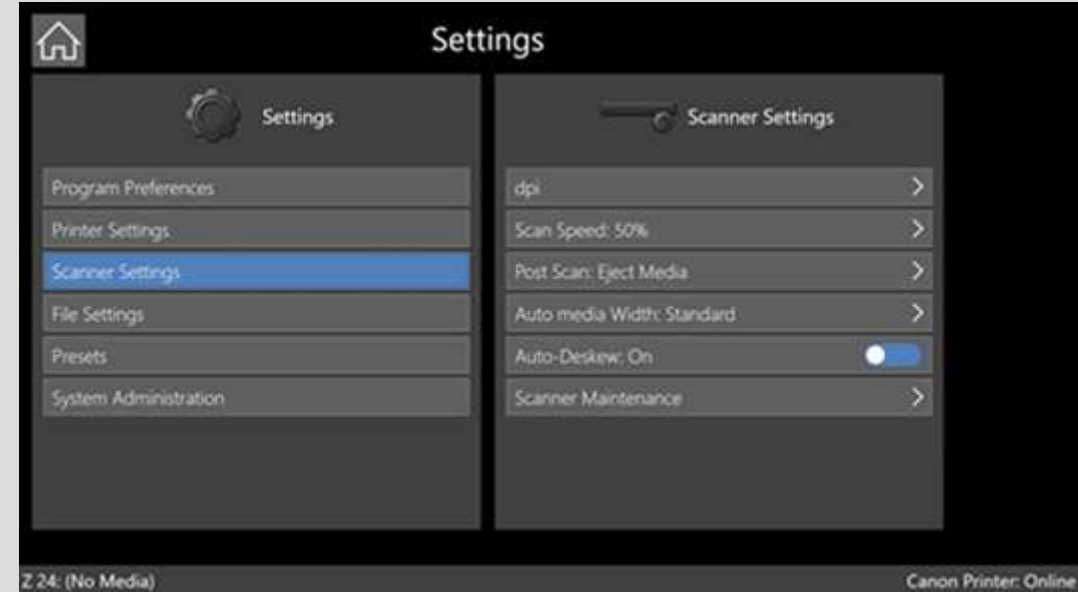 Settings
Settings
Program Preferences
Printer Settings
Scanner Settings
File Settings
Presets
System Administration
Scanner Settings
dpi
Scan Speed: 50%
Post Scan: Eject Media
Auto media Width: Standard
Auto-Deskew: On
Scanner Maintenance
Z 24: (No Media)
Canon Printer: Online